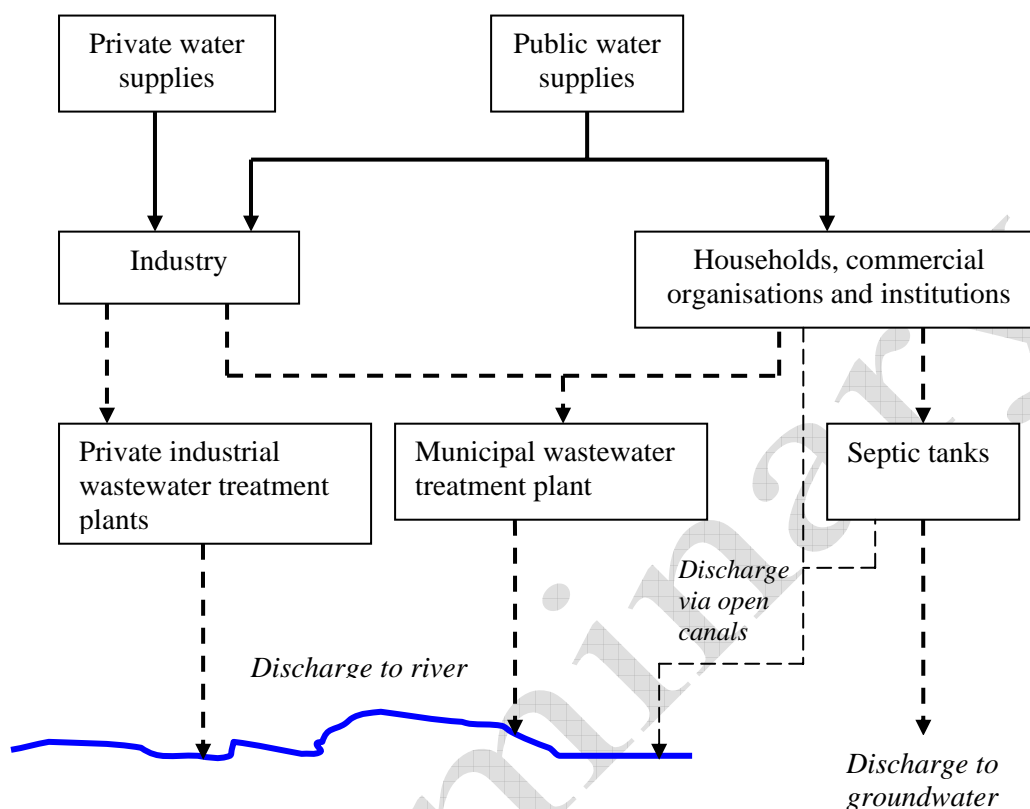 Private water
supplies
Public water
supplies
Industry
Households, commercial
organisations and institutions
Private industrial
wastewater treatment
plants
Municipal wastewater
treatment plant
Septic tanks
Discharge
via open
canals
Discharge to river
Discharge to
groundwater